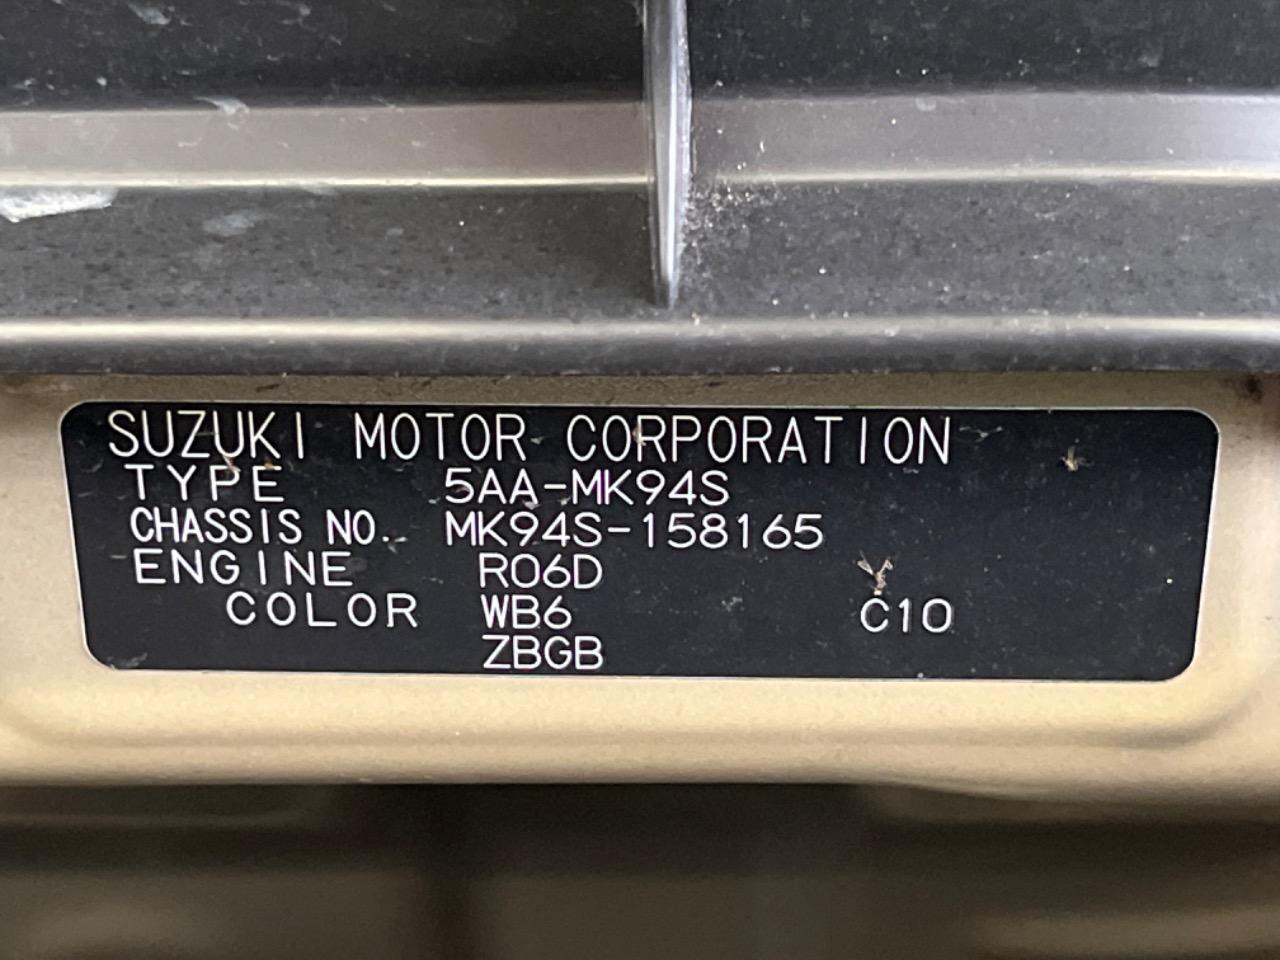 SUZUKI MOTOR CORPORATION
TYPE 5AA-MK94S
CHASSIS NO. MK94S-158165
ENGINE R06D
COLOR WB6 C10
ZBGB